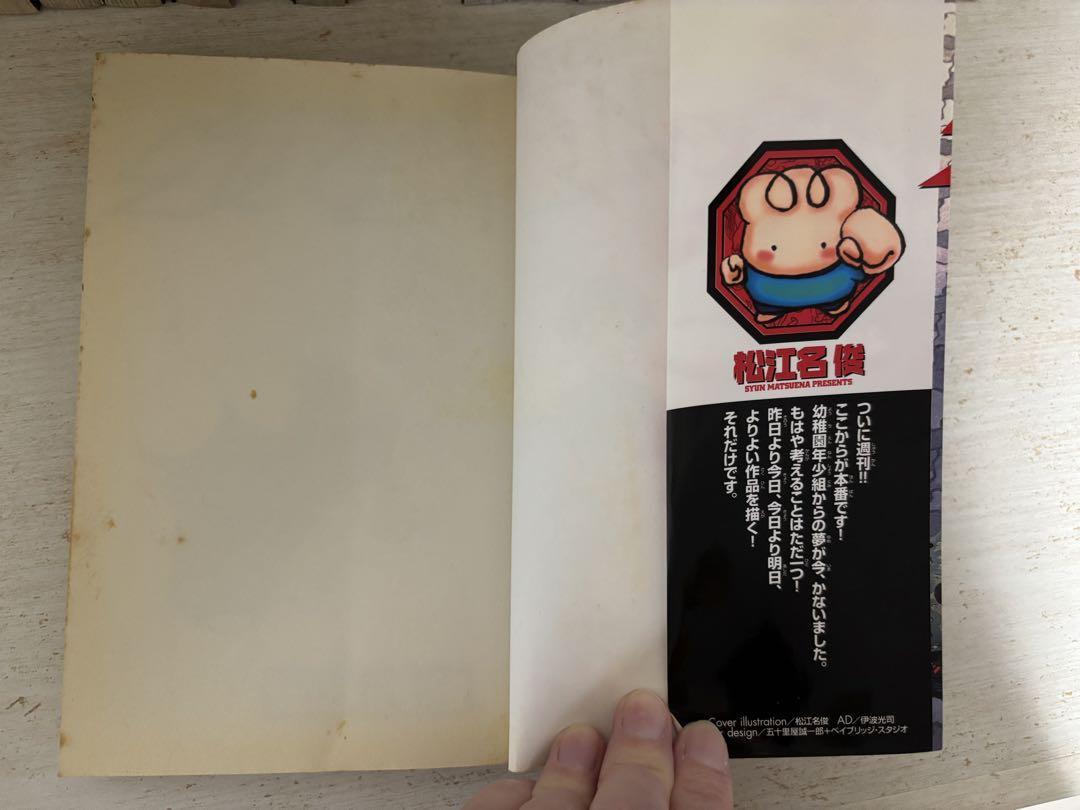 松江名俊
SYUN MATSUENA PRESENTS
ついに週刊!!
ここからが本番です!
幼稚園年少組からの夢が今、かないました。
もはや考えることはただ一つ!
昨日より今日、今日より明日、
よりよい作品を描く!
それだけです。
Cover illustration/松江名俊 AD/伊波光司
design/五十里屋誠一郎+ベイブリッジ・スタジオ